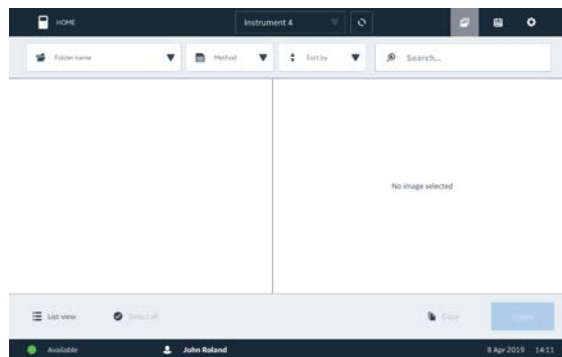 HOME
Instrument 4
Folder name
Method
Sort by
Search...
No image selected
List view
Select all
Copy
Available
John Roland
8 Apr 2019 14:11